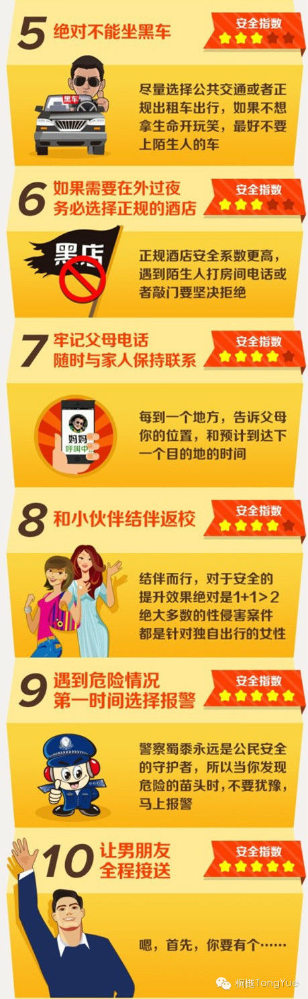 5
绝对不能坐黑车
安全指数
黑车
尽量选择公共交通或者正
规出租车出行，如果不想
拿生命开玩笑，最好不要
上陌生人的车
6
如果需要在外过夜
务必选择正规的酒店
安全指数
黑店
正规酒店安全系数更高，
遇到陌生人打房间电话或
者敲门要坚决拒绝
7
牢记父母电话
随时与家人保持联系
安全指数
妈妈
呼叫中..
每到一个地方，告诉父母
你的位置，和预计到达下
一个目的地的时间
8
和小伙伴结伴返校
安全指数
结伴而行，对于安全的
提升效果绝对是1+1>2
绝大多数的性侵害案件
都是针对独自出行的女性
9
遇到危险情况
第一时间选择报警
安全指数
警察蜀黍永远是公民安全
的守护者，所以当你发现
危险的苗头时，不要犹豫，
马上报警
10
让男朋友
全程接送
安全指数
嗯，首先，你要有个……
桐樾TongYue